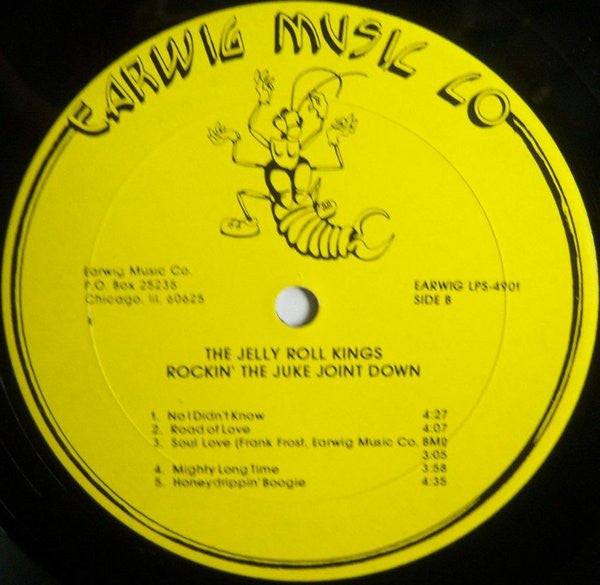 EARWIG MUSIC CO
Earwig Music Co.
P.O. Box 25235
Chicago, Ill. 60625
EARWIG LPS-4901
SIDE B
THE JELLY ROLL KINGS
ROCKIN' THE JUKE JOINT DOWN
1. No I Didn't Know 4:27
2. Road of Love 4:07
3. Soul Love (Frank Frost, Earwig Music Co. BMI)
3:05
4. Mighty Long Time 3:58
5. Honeydrippin' Boogie 4:35